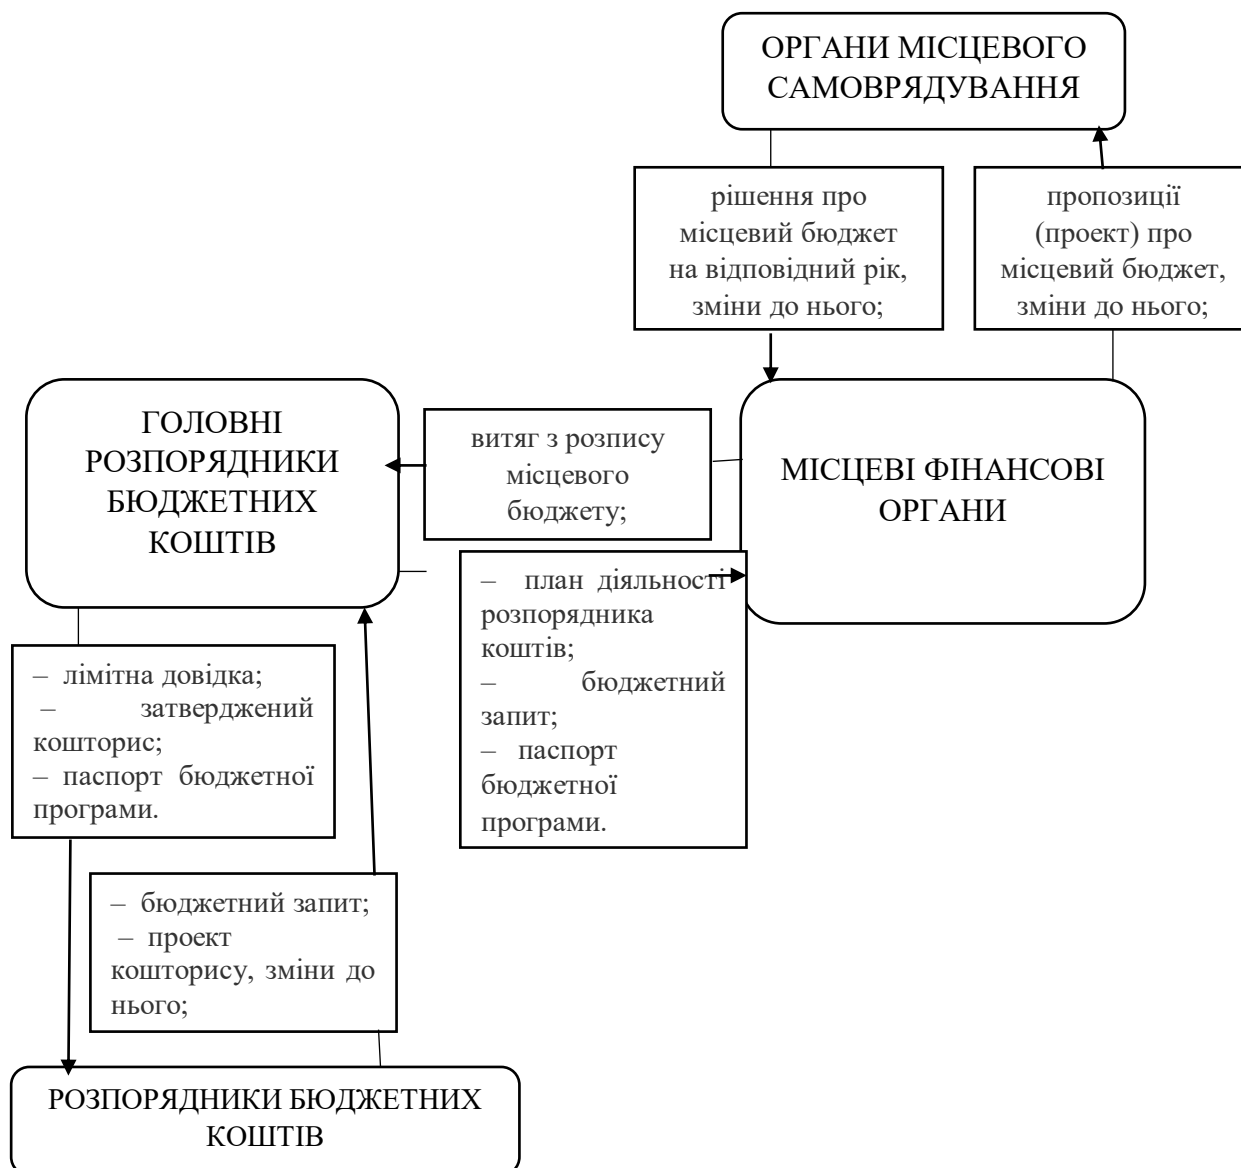 ОРГАНИ МІСЦЕВОГО
САМОВРЯДУВАННЯ
рішення про
місцевий бюджет
на відповідний рік,
зміни до нього;
пропозиції
(проект) про
місцевий бюджет,
зміни до нього;
ГОЛОВНІ
РОЗПОРЯДНИКИ
БЮДЖЕТНИХ
КОШТІВ
витяг з розпису
місцевого
бюджету;
МІСЦЕВІ ФІНАНСОВІ
ОРГАНИ
– план діяльності
розпорядника
коштів;
– бюджетний
запит;
– паспорт
бюджетної
програми.
– лімітна довідка;
– затверджений
кошторис;
– паспорт бюджетної
програми.
– бюджетний запит;
– проект
кошторису, зміни до
нього;
РОЗПОРЯДНИКИ БЮДЖЕТНИХ
КОШТІВ